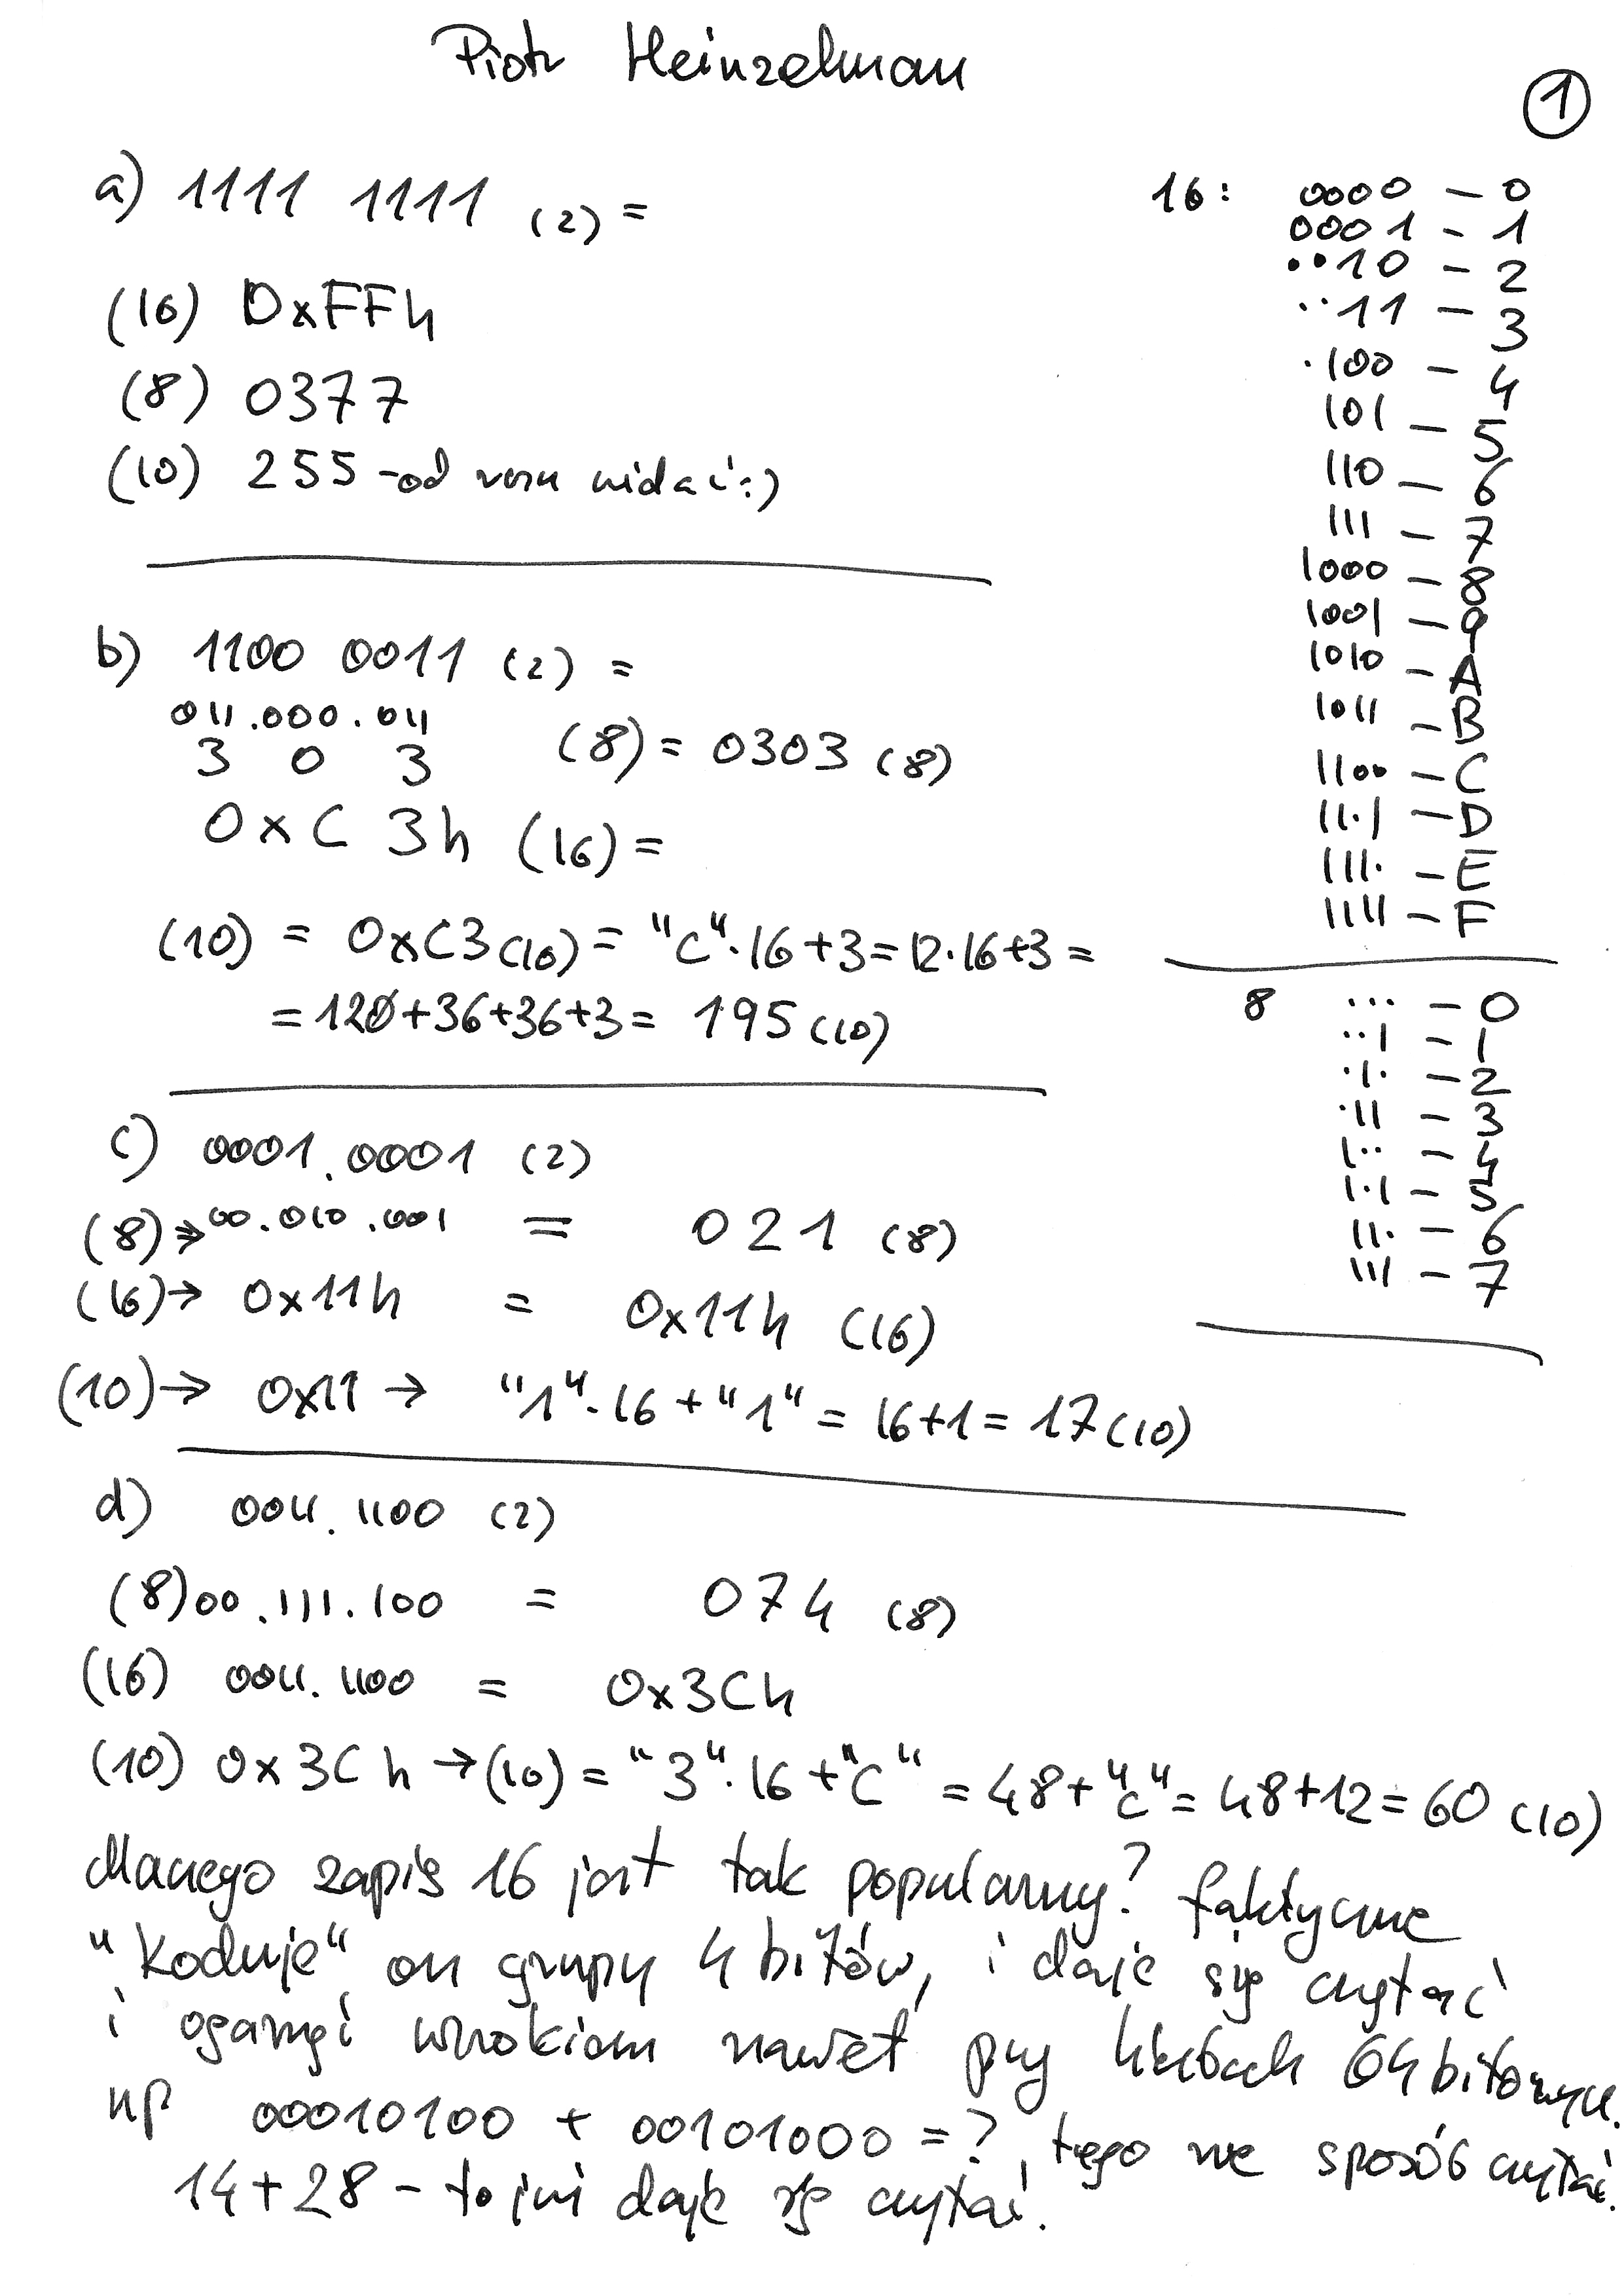 Piotr Heinzelman
1
a) 1111 1111 (2) =
(16) 0xFFh
(8) 0377
(10) 255 - od razu widać :)
b) 1100 0011 (2) =
011.000.011
3 0 3 (8) = 0303 (8)
0xC 3h (16) =
(10) = 0xC3(10) = "C"·16+3 = 12·16+3 =
= 120+36+36+3 = 195 (10)
c) 0001.0001 (2)
(8) → 00.010.001 = 021 (8)
(16) → 0x11h = 0x11h (16)
(10) → 0x11 → "1"·16 + "1" = 16+1 = 17 (10)
d) 0011.1100 (2)
(8) 00.111.100 = 074 (8)
(16) 0011.1100 = 0x3Ch
(10) 0x3Ch → (10) = "3"·16 + "C" = 48+"C" = 48+12 = 60 (10)
dlaczego zapis 16 jest tak popularny? faktycznie
"koduje" on grupy 4 bitów, i daje się czytać
i ogarnąć wzrokiem nawet przy liczbach 64 bitowych.
np 00010100 + 00101000 = ?, tego nie sposób czytać.
14+28 - to już daje się czytać.
16: 0000 - 0
0001 - 1
··10 - 2
··11 - 3
·100 - 4
101 - 5
110 - 6
111 - 7
1000 - 8
1001 - 9
1010 - A
1011 - B
1100 - C
11·1 - D
111· - E
1111 - F
8 ··· - 0
··1 - 1
·1· - 2
·11 - 3
1·· - 4
1·1 - 5
11· - 6
111 - 7